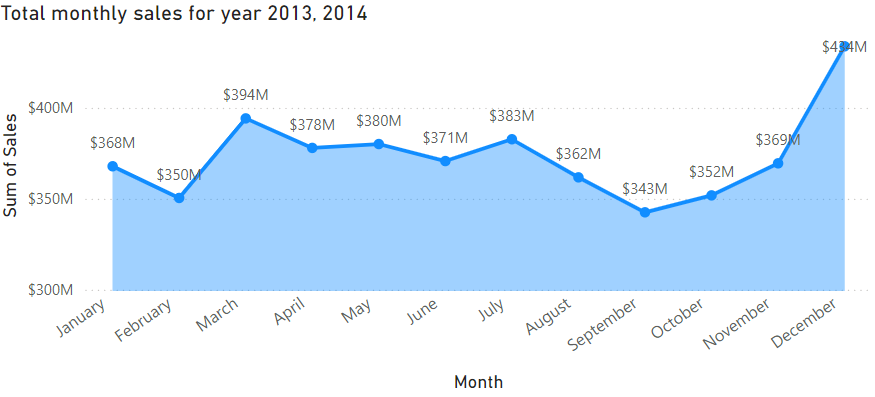 Total monthly sales for year 2013, 2014
Sum of Sales
$400M
$350M
$300M
$368M
$350M
$394M
$378M
$380M
$371M
$383M
$362M
$343M
$352M
$369M
$434M
January
February
March
April
May
June
July
August
September
October
November
December
Month